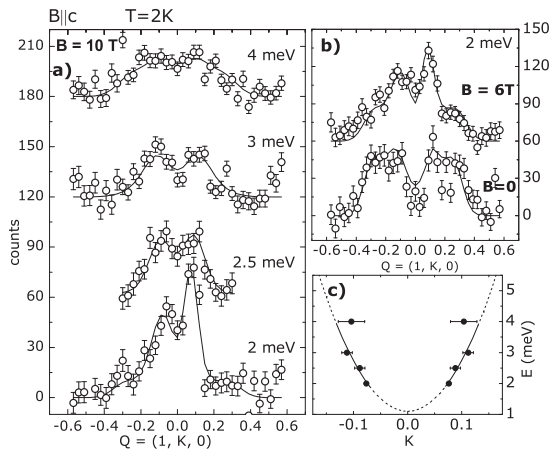 B||c T=2K
B = 10 T
a)
4 meV
3 meV
2.5 meV
2 meV
210
180
150
120
90
60
30
0
counts
-0.6 -0.4 -0.2 0.0 0.2 0.4 0.6
Q = (1, K, 0)
b)
2 meV
B = 6T
B=0
150
120
90
60
30
0
-0.6 -0.4 -0.2 0.0 0.2 0.4 0.6
Q = (1, K, 0)
c)
5
4
3
2
1
E (meV)
-0.1 0.0 0.1
K